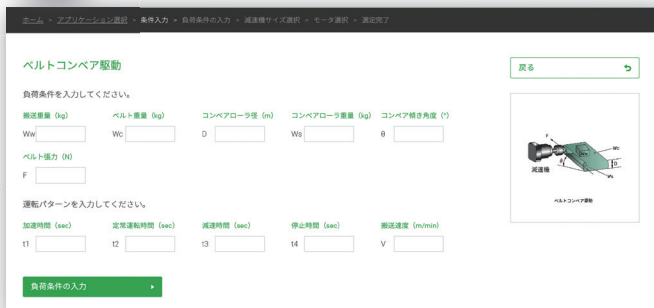 ホーム > アプリケーション選択 > 条件入力 > 負荷条件の入力 > 減速機サイズ選択 > モータ選択 > 選定完了
ベルトコンベア駆動
戻る
負荷条件を入力してください。
搬送重量 (kg) ベルト重量 (kg) コンベアローラ径 (m) コンベアローラ重量 (kg) コンベア傾き角度 (°)
Ww Wc D Ws θ
ベルト張力 (N)
F
運転パターンを入力してください。
加速時間 (sec) 定常運転時間 (sec) 減速時間 (sec) 停止時間 (sec) 搬送速度 (m/min)
t1 t2 t3 t4 V
負荷条件の入力
F
Wc
Ww
D
θ
Ws
減速機
ベルトコンベア駆動